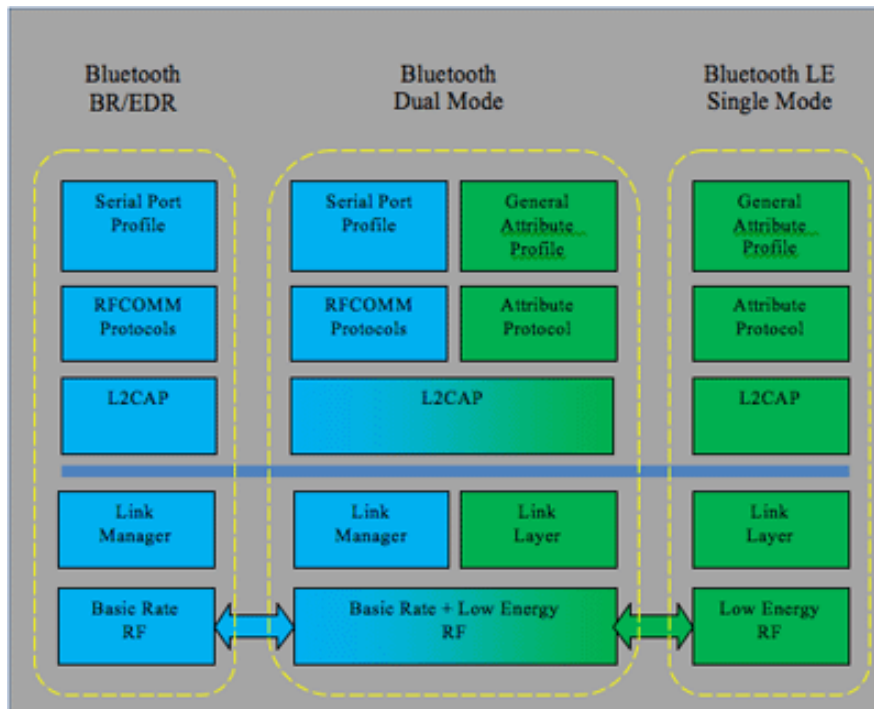 Bluetooth
BR/EDR
Bluetooth
Dual Mode
Bluetooth LE
Single Mode
Serial Port
Profile
Serial Port
Profile
General
Attribute
Profile
General
Attribute
Profile
RFCOMM
Protocols
RFCOMM
Protocols
Attribute
Protocol
Attribute
Protocol
L2CAP
L2CAP
L2CAP
Link
Manager
Link
Manager
Link
Layer
Link
Layer
Basic Rate
RF
Basic Rate + Low Energy
RF
Low Energy
RF